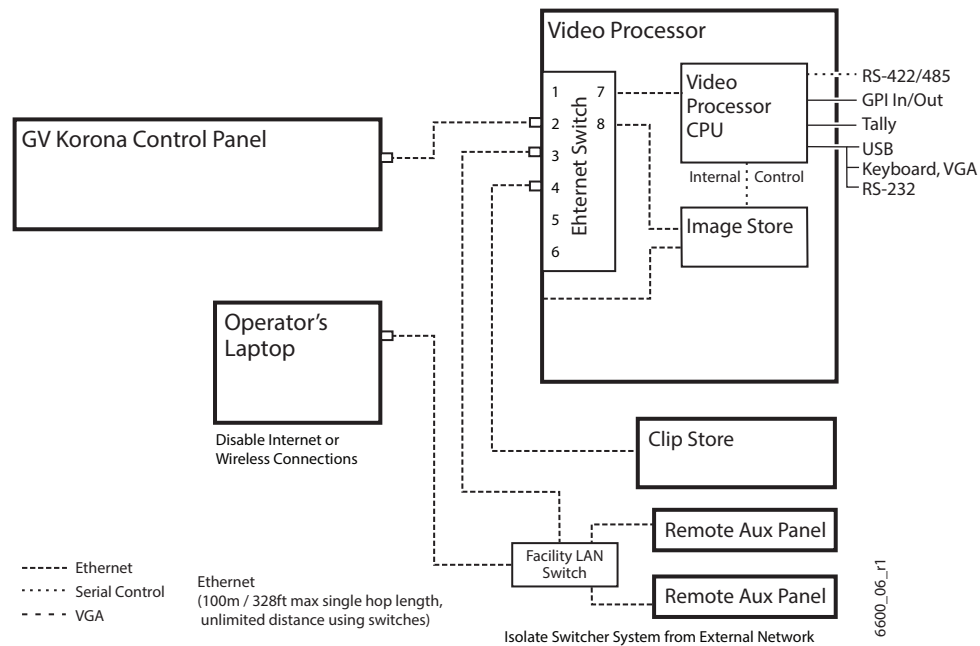 Video Processor
1
2
3
4
5
6
7
8
Ehternet Switch
Video
Processor
CPU
RS-422/485
GPI In/Out
Tally
USB
Keyboard, VGA
RS-232
Internal Control
Image Store
GV Korona Control Panel
Operator's
Laptop
Disable Internet or
Wireless Connections
Clip Store
Remote Aux Panel
Facility LAN
Switch
Remote Aux Panel
Isolate Switcher System from External Network
Ethernet
Serial Control
VGA
Ethernet
(100m / 328ft max single hop length,
unlimited distance using switches)
6600_06_r1